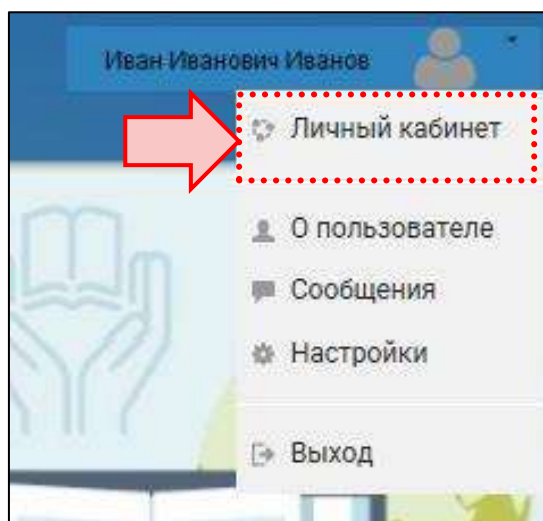 Иван Иванович Иванов
Личный кабинет
О пользователе
Сообщения
Настройки
Выход